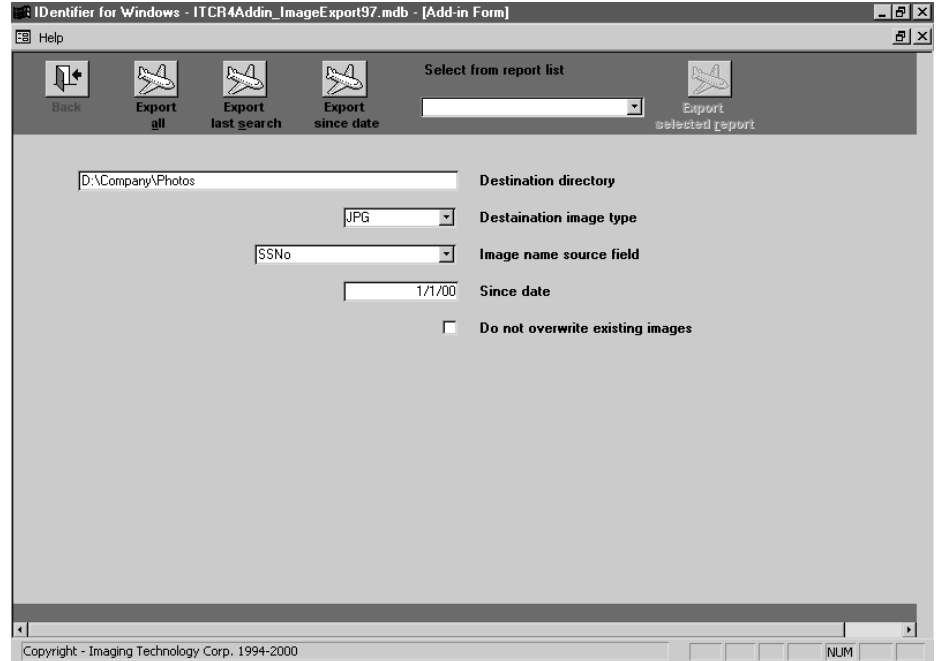 IDentifier for Windows - ITCR4Addin_ImageExport97.mdb - [Add-in Form]
Help
Select from report list
Back
Export all
Export last search
Export since date
Export selected report
D:\Company\Photos Destination directory
JPG Destaination image type
SSNo Image name source field
1/1/00 Since date
Do not overwrite existing images
Copyright - Imaging Technology Corp. 1994-2000 NUM